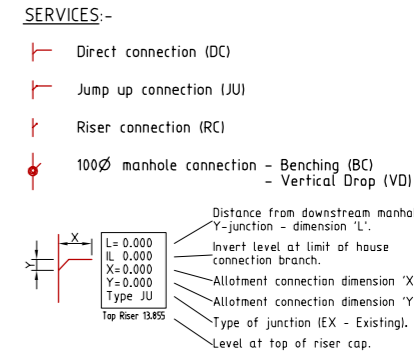 SERVICES:-
Direct connection (DC)
Jump up connection (JU)
Riser connection (RC)
100Ø manhole connection - Benching (BC)
- Vertical Drop (VD)
Distance from downstream
Y-junction - dimension 'L'.
X
L= 0.000
IL 0.000
X= 0.000
Y= 0.000
Type JU
Y
Invert level at limit of house
connection branch.
Allotment connection dimension 'X
Allotment connection dimension 'Y
Type of junction (EX - Existing).
Top Riser 13.855
Level at top of riser cap.